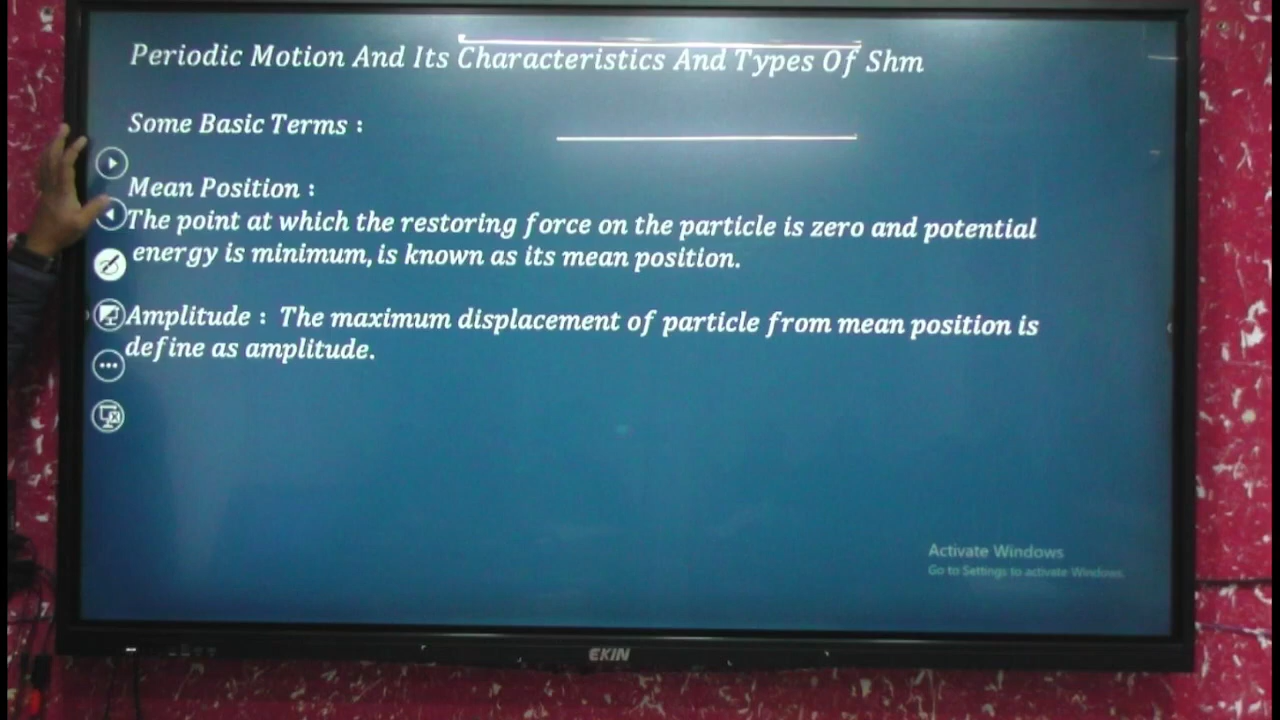 Periodic Motion And Its Characteristics And Types Of Shm
Some Basic Terms :
Mean Position :
The point at which the restoring force on the particle is zero and potential
energy is minimum, is known as its mean position.
Amplitude : The maximum displacement of particle from mean position is
define as amplitude.
Activate Windows
Go to Settings to activate Windows.
EKIN